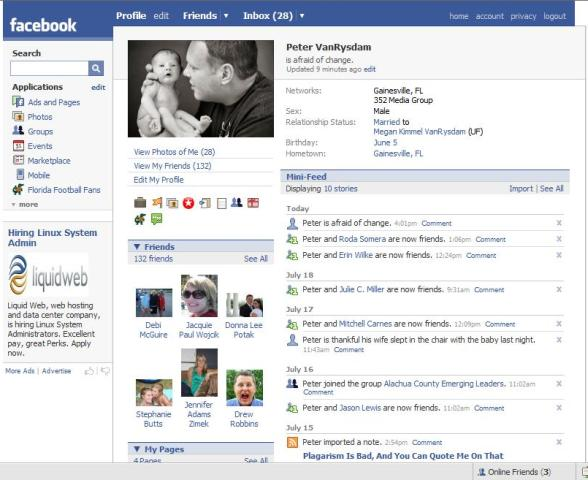 facebook
Profile edit Friends Inbox (28) home account privacy logout
Search
Applications edit
Ads and Pages
Photos
Groups
Events
Marketplace
Mobile
Florida Football Fans
more
Hiring Linux System
Admin
liquidweb
Liquid Web, web hosting
and data center company,
is hiring Linux System
Administrators. Excellent
pay, great Perks. Apply
now.
More Ads | Advertise
View Photos of Me (28)
View My Friends (132)
Edit My Profile
Friends
132 friends See All
Debi
McGuire
Jacquie
Paul Wojcik
Donna Lee
Potak
Stephanie
Butts
Jennifer
Adams
Zimek
Drew
Robbins
My Pages
4 Pages See All
Peter VanRysdam
is afraid of change.
Updated 9 minutes ago edit
Networks: Gainesville, FL
352 Media Group
Sex: Male
Relationship Status: Married to
Megan Kimmel VanRysdam (UF)
Birthday: June 5
Hometown: Gainesville, FL
Mini-Feed
Displaying 10 stories Import | See All
Today
Peter is afraid of change. 4:01pm Comment x
Peter and Roda Somera are now friends. 1:06pm Comment x
Peter and Erin Wilke are now friends. 12:24pm Comment x
July 18
Peter and Julie C. Miller are now friends. 9:31am Comment x
July 17
Peter and Mitchell Carnes are now friends. 12:09pm Comment x
Peter is thankful his wife slept in the chair with the baby last night. x
11:43am Comment
July 16
Peter joined the group Alachua County Emerging Leaders. 11:02am x
Comment
Peter and Jason Lewis are now friends. 11:02am Comment x
July 15
Peter imported a note. 2:54pm Comment x
Plagarism Is Bad, And You Can Quote Me On That
Online Friends (3)